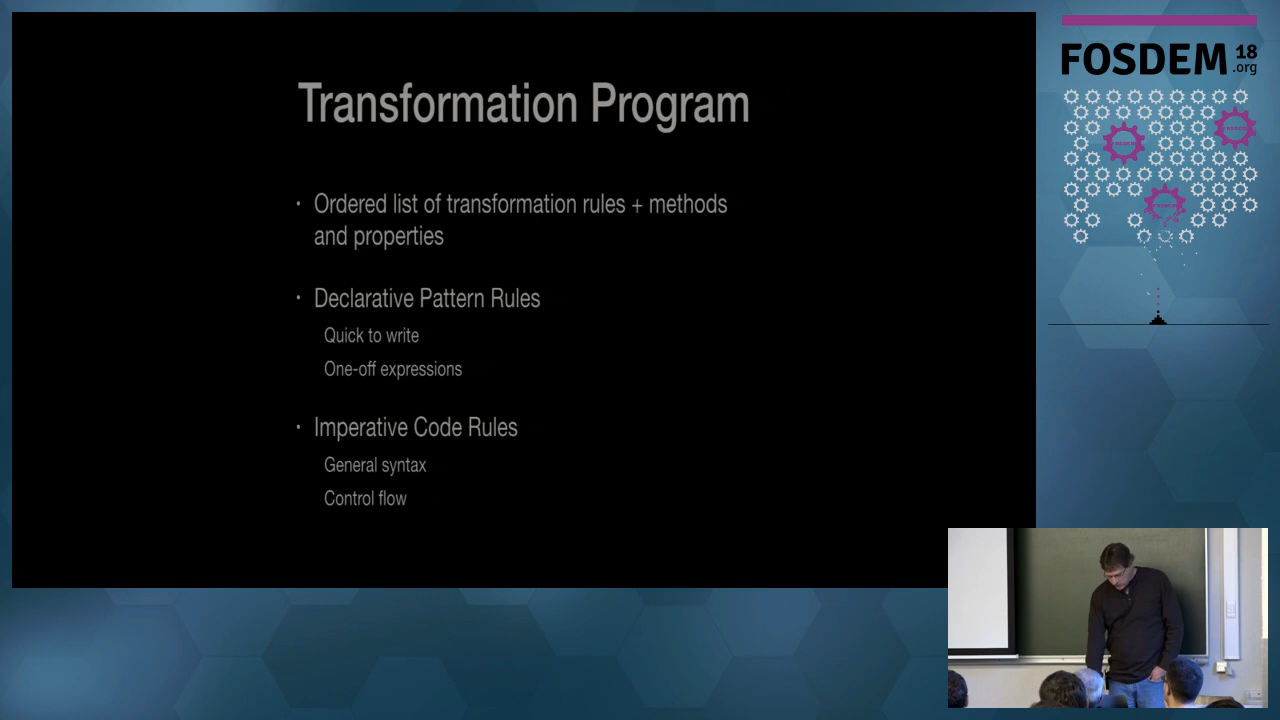 Transformation Program
· Ordered list of transformation rules + methods
and properties
· Declarative Pattern Rules
Quick to write
One-off expressions
· Imperative Code Rules
General syntax
Control flow
FOSDEM 18
.org